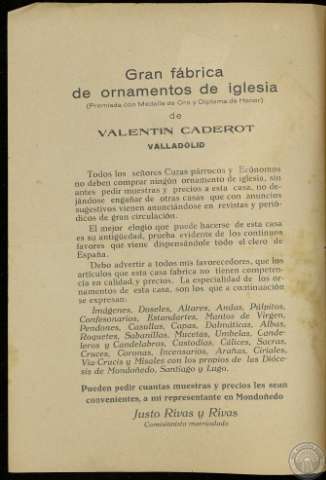 Gran fábrica
de ornamentos de iglesia
(Premiada con Medalla de Oro y Diploma de Honor)
de
VALENTIN CADEROT
VALLADOLID
Todos los señores Curas párrocos y Ecónomos
no deben comprar ningún ornamento de iglesia, sin
antes pedir muestras y precios a esta casa, no de-
jándose engañar de otras casas que con anuncios
sugestivos vienen anunciándose en revistas y perió-
dicos de gran circulación.
El mejor elogio que puede hacerse de esta casa
es su antigüedad, prueba evidente de los continuos
favores que viene dispensándole todo el clero de
España.
Debo advertir a todos mis favorecedores, que los
artículos que esta casa fabrica no tienen competen-
cia en calidad y precios. La especialidad de los or-
namentos de esta casa, son los que a continuación
se expresan:
Imágenes, Doseles, Altares, Andas, Púlpitos,
Confesonarios, Estandartes, Mantos de Virgen,
Pendones, Casullas, Capas, Dalmáticas, Albas,
Roquetes, Sabanillas, Mucetas, Umbelas, Cande-
leros y Candelabros, Custodias, Cálices, Sacras,
Cruces, Coronas, Incensarios, Arañas, Ciriales,
Via-Crucis y Misales con los propios de las Dióce-
sis de Mondoñedo, Santiago y Lugo.
Pueden pedir cuantas muestras y precios les sean
convenientes, a mi representante en Mondoñedo
Justo Rivas y Rivas
Comisionista matriculado